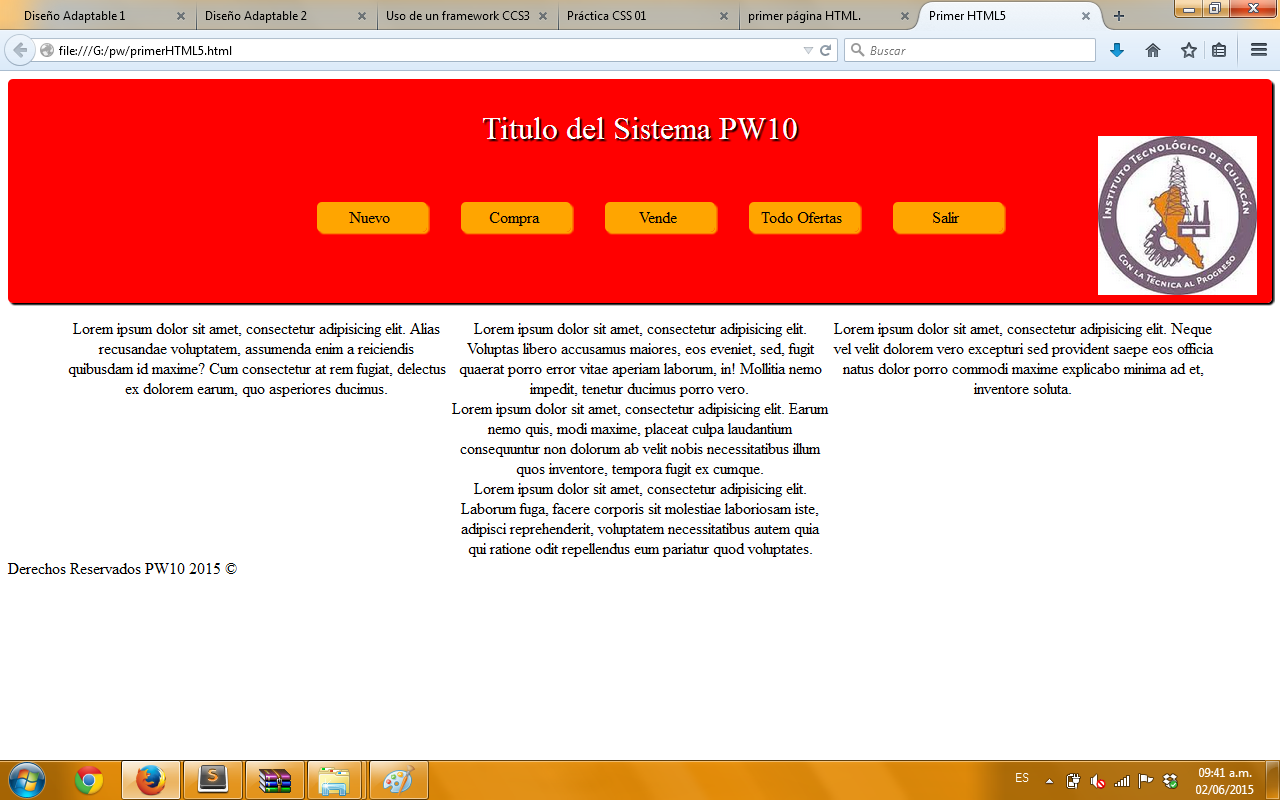 Diseño Adaptable 1
Diseño Adaptable 2
Uso de un framework CCS3
Práctica CSS 01
primer página HTML.
Primer HTML5
file:///G:/pw/primerHTML5.html
Buscar
Titulo del Sistema PW10
Nuevo
Compra
Vende
Todo Ofertas
Salir
INSTITUTO TECNOLÓGICO DE CULIACÁN
CON LA TÉCNICA AL PROGRESO
Lorem ipsum dolor sit amet, consectetur adipisicing elit. Alias
recusandae voluptatem, assumenda enim a reiciendis
quibusdam id maxime? Cum consectetur at rem fugiat, delectus
ex dolorem earum, quo asperiores ducimus.
Lorem ipsum dolor sit amet, consectetur adipisicing elit.
Voluptas libero accusamus maiores, eos eveniet, sed, fugit
quaerat porro error vitae aperiam laborum, in! Mollitia nemo
impedit, tenetur ducimus porro vero.
Lorem ipsum dolor sit amet, consectetur adipisicing elit. Earum
nemo quis, modi maxime, placeat culpa laudantium
consequuntur non dolorum ab velit nobis necessitatibus illum
quos inventore, tempora fugit ex cumque.
Lorem ipsum dolor sit amet, consectetur adipisicing elit.
Laborum fuga, facere corporis sit molestiae laboriosam iste,
adipisci reprehenderit, voluptatem necessitatibus autem quia
qui ratione odit repellendus eum pariatur quod voluptates.
Lorem ipsum dolor sit amet, consectetur adipisicing elit. Neque
vel velit dolorem vero excepturi sed provident saepe eos officia
natus dolor porro commodi maxime explicabo minima ad et,
inventore soluta.
Derechos Reservados PW10 2015 ©
ES
09:41 a.m.
02/06/2015